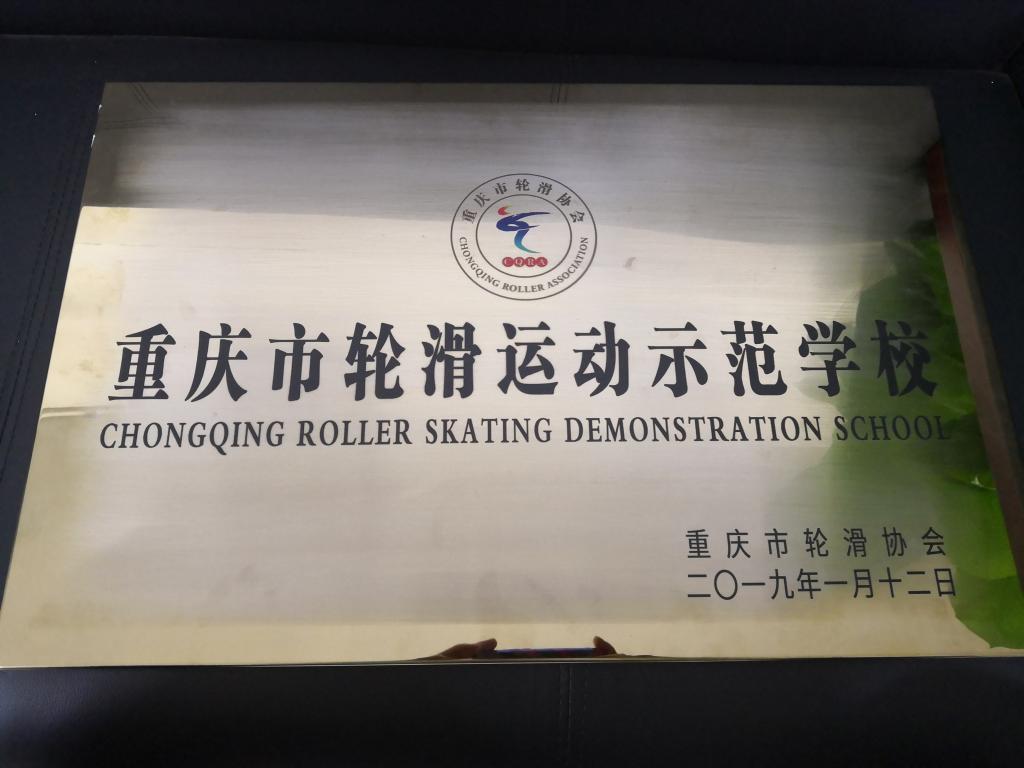 重庆市轮滑协会
CQRA
CHONGQING ROLLER ASSOCIATION
重庆市轮滑运动示范学校
CHONGQING ROLLER SKATING DEMONSTRATION SCHOOL
重庆市轮滑协会
二〇一九年一月十二日